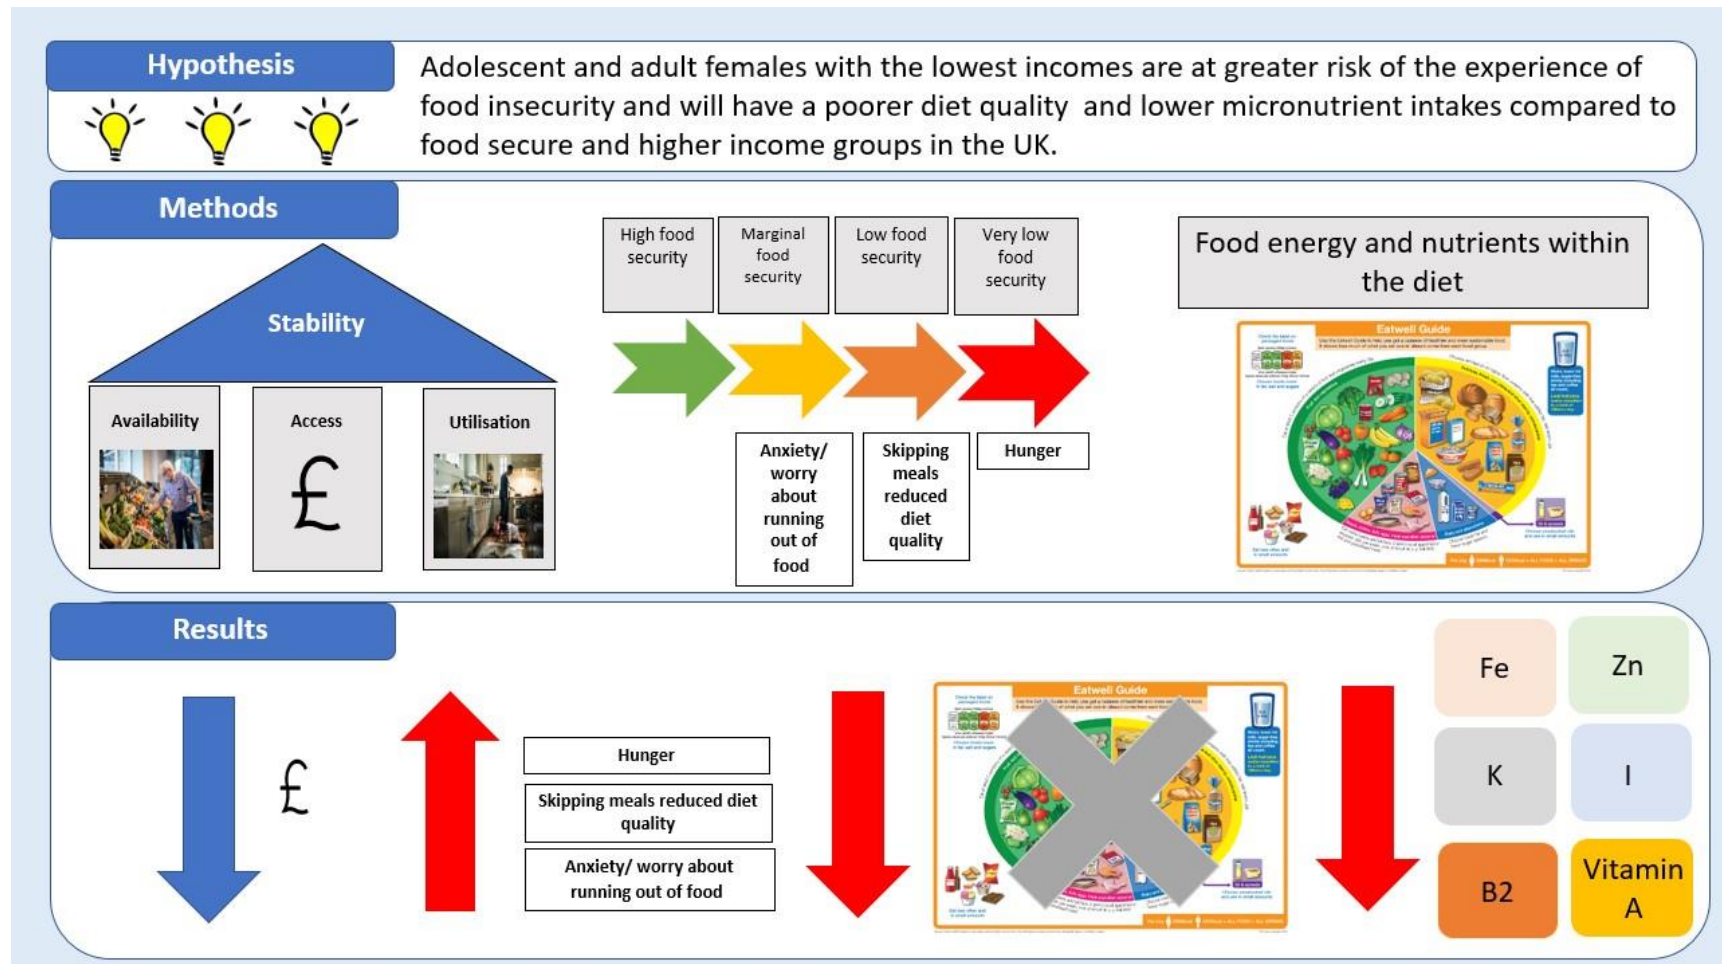 Hypothesis
Adolescent and adult females with the lowest incomes are at greater risk of the experience of
food insecurity and will have a poorer diet quality and lower micronutrient intakes compared to
food secure and higher income groups in the UK.
Methods
Stability
Availability
Access
£
Utilisation
High food
security
Marginal
food
security
Low food
security
Very low
food
security
Anxiety/
worry
about
running
out of
food
Skipping
meals
reduced
diet
quality
Hunger
Food energy and nutrients within
the diet
Eatwell Guide
Results
£
Hunger
Skipping meals reduced diet
quality
Anxiety/ worry about
running out of food
Eatwell Guide
Fe
Zn
K
I
B2
Vitamin
A